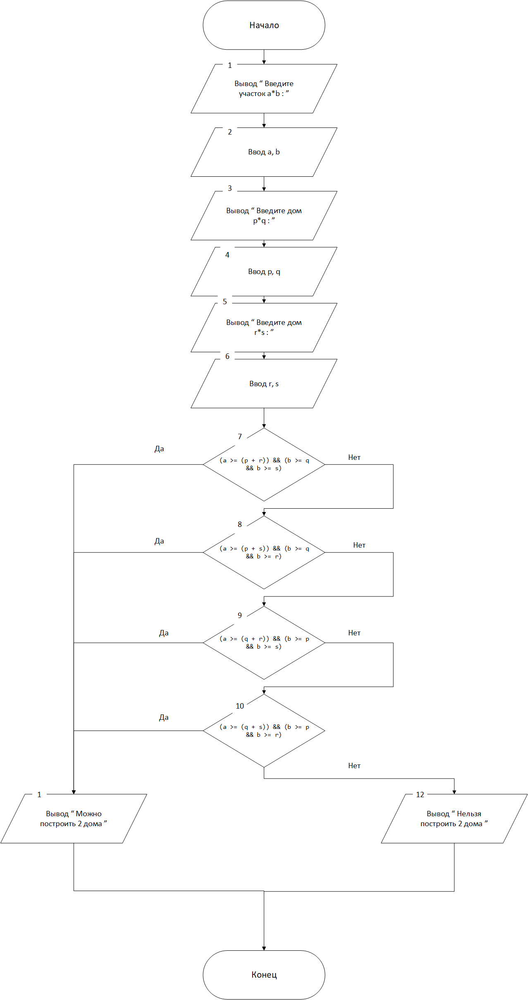 Начало
1
Вывод “ Введите
участок a*b : ”
2
Ввод a, b
3
Вывод “ Введите дом
p*q : ”
4
Ввод p, q
5
Вывод “ Введите дом
r*s : ”
6
Ввод r, s
7
Да
Нет
(a >= (p + r)) && (b >= q
&& b >= s)
8
Да
Нет
(a >= (p + s)) && (b >= q
&& b >= r)
9
Да
Нет
(a >= (q + r)) && (b >= p
&& b >= s)
10
Да
(a >= (q + s)) && (b >= p
&& b >= r)
Нет
1
Вывод “ Можно
построить 2 дома ”
12
Вывод “ Нельзя
построить 2 дома ”
Конец